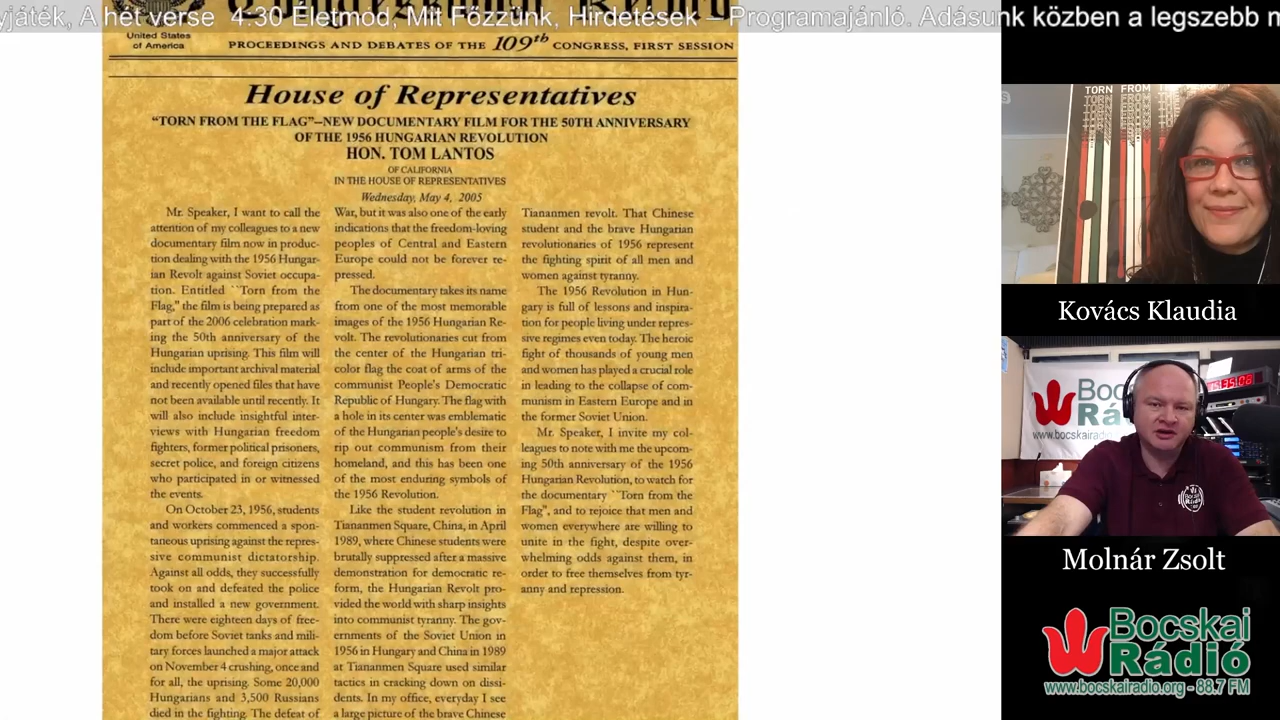 yjáték, A hét verse 4:30 Életmód, Mit Főzzünk, Hirdetések – Programajánló. Adásunk közben a legszebb m
United States
of America
PROCEEDINGS AND DEBATES OF THE 109th CONGRESS, FIRST SESSION
House of Representatives
“TORN FROM THE FLAG”–NEW DOCUMENTARY FILM FOR THE 50TH ANNIVERSARY
OF THE 1956 HUNGARIAN REVOLUTION
HON. TOM LANTOS
OF CALIFORNIA
IN THE HOUSE OF REPRESENTATIVES
Wednesday, May 4, 2005
Mr. Speaker, I want to call the
attention of my colleagues to a new
documentary film now in produc-
tion dealing with the 1956 Hungar-
ian Revolt against Soviet occupa-
tion. Entitled ``Torn from the
Flag," the film is being prepared as
part of the 2006 celebration mark-
ing the 50th anniversary of the
Hungarian uprising. This film will
include important archival material
and recently opened files that have
not been available until recently. It
will also include insightful inter-
views with Hungarian freedom
fighters, former political prisoners,
secret police, and foreign citizens
who participated in or witnessed
the events.
On October 23, 1956, students
and workers commenced a spon-
taneous uprising against the repres-
sive communist dictatorship.
Against all odds, they successfully
took on and defeated the police
and installed a new government.
There were eighteen days of free-
dom before Soviet tanks and mili-
tary forces launched a major attack
on November 4 crushing, once and
for all, the uprising. Some 20,000
Hungarians and 3,500 Russians
died in the fighting. The defeat of
War, but it was also one of the early
indications that the freedom-loving
peoples of Central and Eastern
Europe could not be forever re-
pressed.
The documentary takes its name
from one of the most memorable
images of the 1956 Hungarian Re-
volt. The revolutionaries cut from
the center of the Hungarian tri-
color flag the coat of arms of the
communist People's Democratic
Republic of Hungary. The flag with
a hole in its center was emblematic
of the Hungarian people's desire to
rip out communism from their
homeland, and this has been one
of the most enduring symbols of
the 1956 Revolution.
Like the student revolution in
Tiananmen Square, China, in April
1989, where Chinese students were
brutally suppressed after a massive
demonstration for democratic re-
form, the Hungarian Revolt pro-
vided the world with sharp insights
into communist tyranny. The gov-
ernments of the Soviet Union in
1956 in Hungary and China in 1989
at Tiananmen Square used similar
tactics in cracking down on dissi-
dents. In my office, everyday I see
a large picture of the brave Chinese
Tiananmen revolt. That Chinese
student and the brave Hungarian
revolutionaries of 1956 represent
the fighting spirit of all men and
women against tyranny.
The 1956 Revolution in Hun-
gary is full of lessons and inspira-
tion for people living under repres-
sive regimes even today. The heroic
fight of thousands of young men
and women has played a crucial role
in leading to the collapse of com-
munism in Eastern Europe and in
the former Soviet Union.
Mr. Speaker, I invite my col-
leagues to note with me the upcom-
ing 50th anniversary of the 1956
Hungarian Revolution, to watch for
the documentary ``Torn from the
Flag", and to rejoice that men and
women everywhere are willing to
unite in the fight, despite over-
whelming odds against them, in
order to free themselves from tyr-
anny and repression.
TORN FROM
Kovács Klaudia
Bocs
Rá
www.bocskairadio
Molnár Zsolt
Bocskai
Rádió
www.bocskairadio.org - 88.7 FM